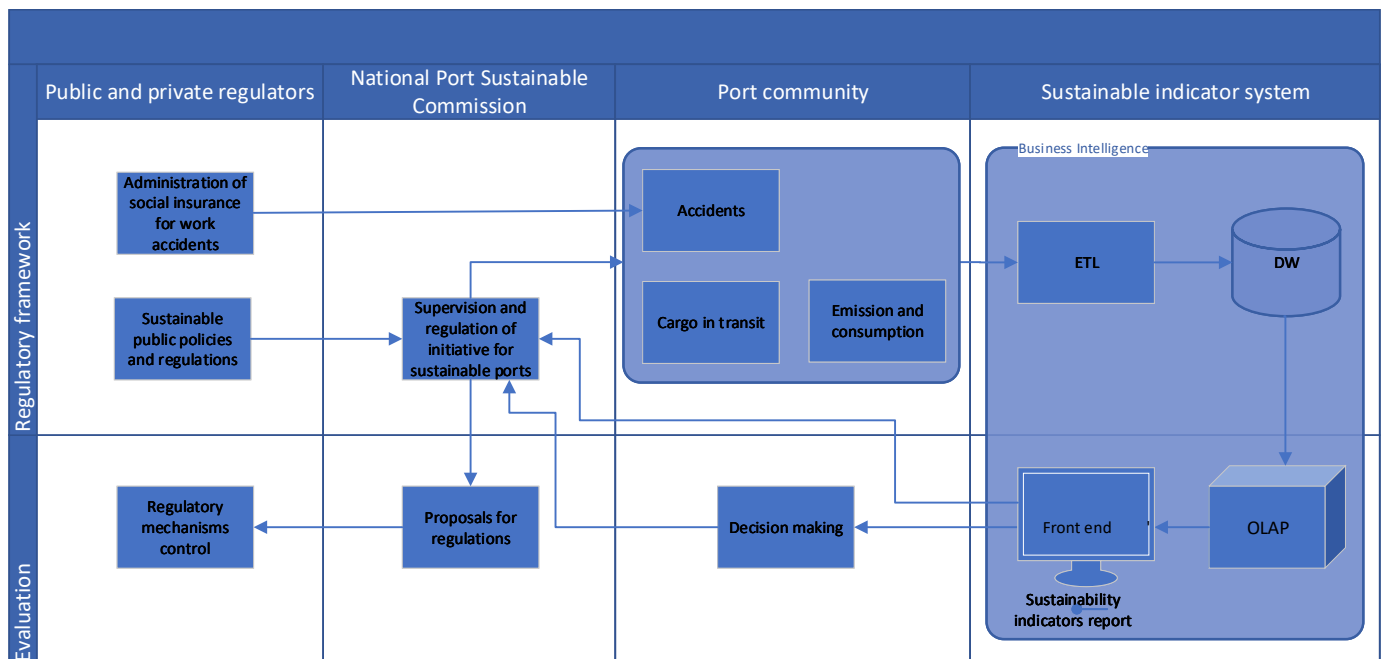 Public and private regulators
National Port Sustainable
Commission
Port community
Sustainable indicator system
Regulatory framework
Administration of
social insurance
for work
accidents
Accidents
Business Intelligence
ETL
DW
Sustainable
public policies
and regulations
Supervision and
regulation of
initiative for
sustainable ports
Cargo in transit
Emission and
consumption
Evaluation
Regulatory
mechanisms
control
Proposals for
regulations
Decision making
Front end
OLAP
Sustainability
indicators report